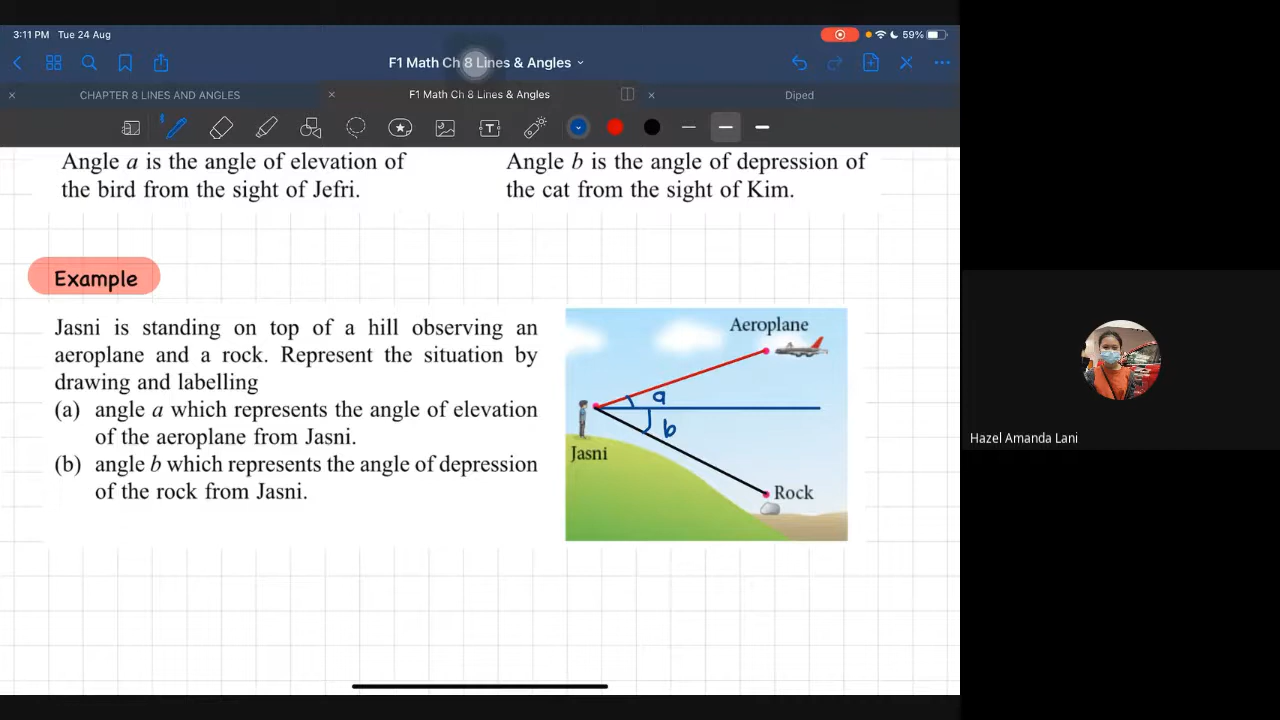 3:11 PM Tue 24 Aug
59%
F1 Math Ch 8 Lines & Angles
CHAPTER 8 LINES AND ANGLES
F1 Math Ch 8 Lines & Angles
Diped
T
Angle a is the angle of elevation of
the bird from the sight of Jefri.
Angle b is the angle of depression of
the cat from the sight of Kim.
Example
Jasni is standing on top of a hill observing an
aeroplane and a rock. Represent the situation by
drawing and labelling
(a) angle a which represents the angle of elevation
of the aeroplane from Jasni.
(b) angle b which represents the angle of depression
of the rock from Jasni.
Aeroplane
a
b
Jasni
Rock
Hazel Amanda Lani